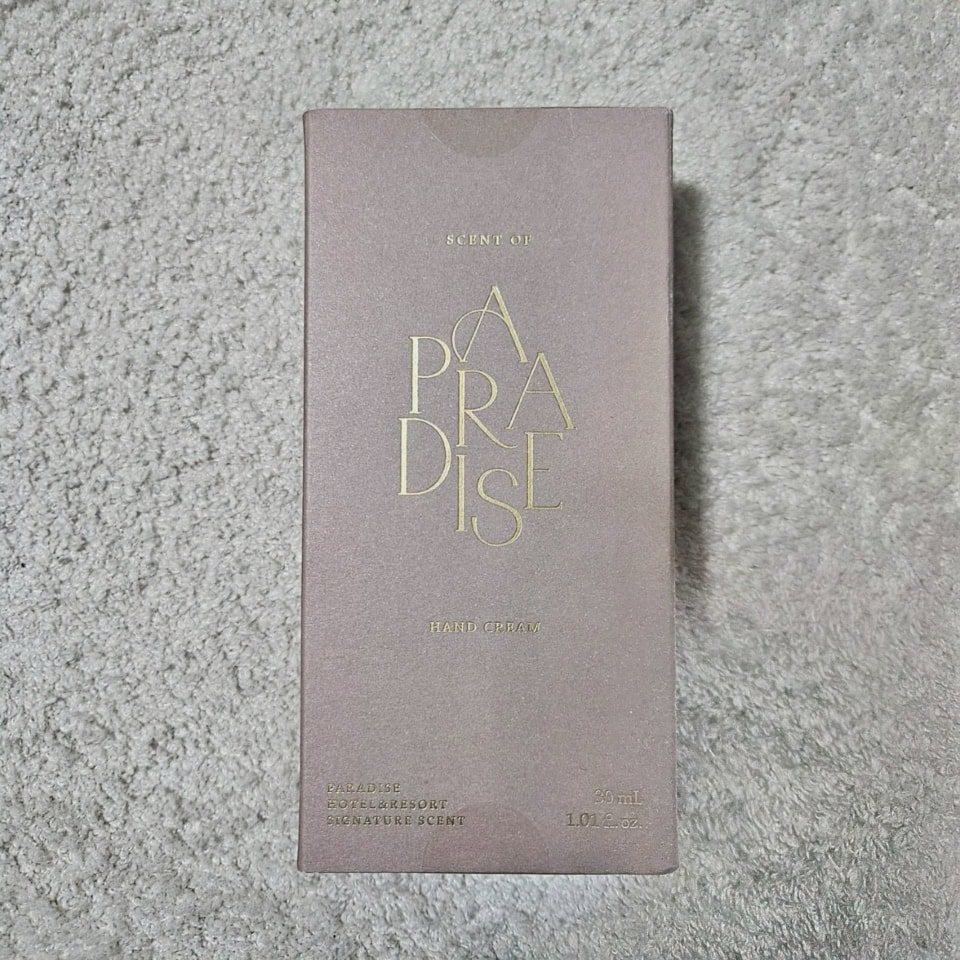 SCENT OF
PARADISE
HAND CREAM
PARADISE
HOTEL&RESORT
SIGNATURE SCENT
30 mL
1.01 fl. oz.